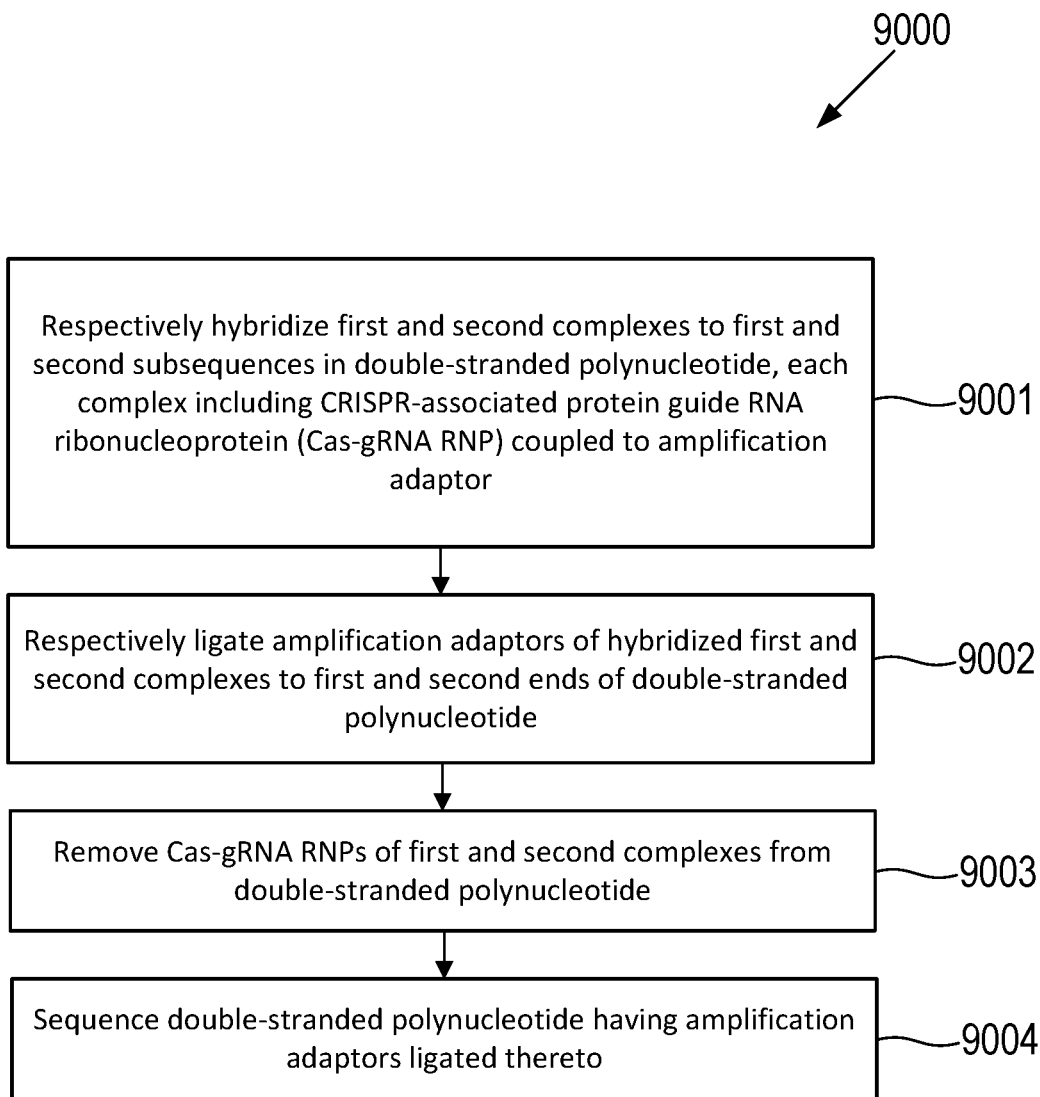 9000
Respectively hybridize first and second complexes to first and
second subsequences in double-stranded polynucleotide, each
complex including CRISPR-associated protein guide RNA
ribonucleoprotein (Cas-gRNA RNP) coupled to amplification
adaptor
9001
Respectively ligate amplification adaptors of hybridized first and
second complexes to first and second ends of double-stranded
polynucleotide
9002
Remove Cas-gRNA RNPs of first and second complexes from
double-stranded polynucleotide
9003
Sequence double-stranded polynucleotide having amplification
adaptors ligated thereto
9004